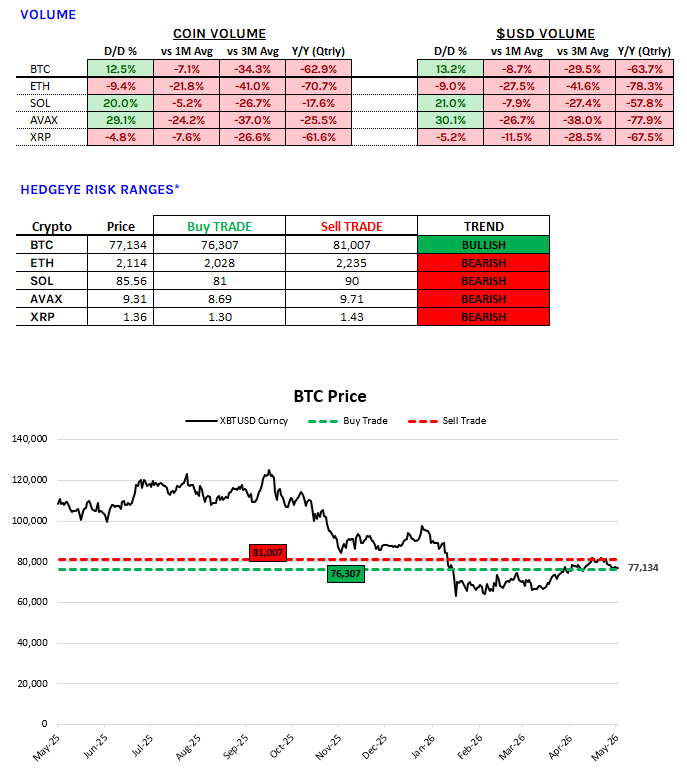 VOLUME
COIN VOLUME $USD VOLUME
D/D % vs 1M Avg vs 3M Avg Y/Y (Qtrly) D/D % vs 1M Avg vs 3M Avg Y/Y (Qtrly)
BTC 12.5% -7.1% -34.3% -62.9% 13.2% -8.7% -29.5% -63.7%
ETH -9.4% -21.8% -41.0% -70.7% -9.0% -27.5% -41.6% -78.3%
SOL 20.0% -5.2% -26.7% -17.6% 21.0% -7.9% -27.4% -57.8%
AVAX 29.1% -24.2% -37.0% -25.5% 30.1% -26.7% -38.0% -77.9%
XRP -4.8% -7.6% -26.6% -61.6% -5.2% -11.5% -28.5% -67.5%
HEDGEYE RISK RANGES*
Crypto Price Buy TRADE Sell TRADE TREND
BTC 77,134 76,307 81,007 BULLISH
ETH 2,114 2,028 2,235 BEARISH
SOL 85.56 81 90 BEARISH
AVAX 9.31 8.69 9.71 BEARISH
XRP 1.36 1.30 1.43 BEARISH
BTC Price
XBTUSD Curncy Buy Trade Sell Trade
140,000
120,000
100,000
80,000
60,000
40,000
20,000
0
81,007
76,307
77,134
May-25 Jun-25 Jul-25 Aug-25 Sep-25 Oct-25 Nov-25 Dec-25 Jan-26 Feb-26 Mar-26 Apr-26 May-26